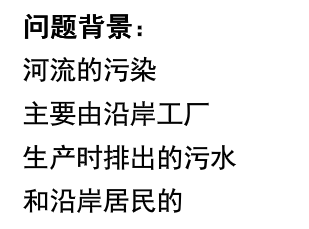 问题背景：
河流的污染
主要由沿岸工厂
生产时排出的污水
和沿岸居民的